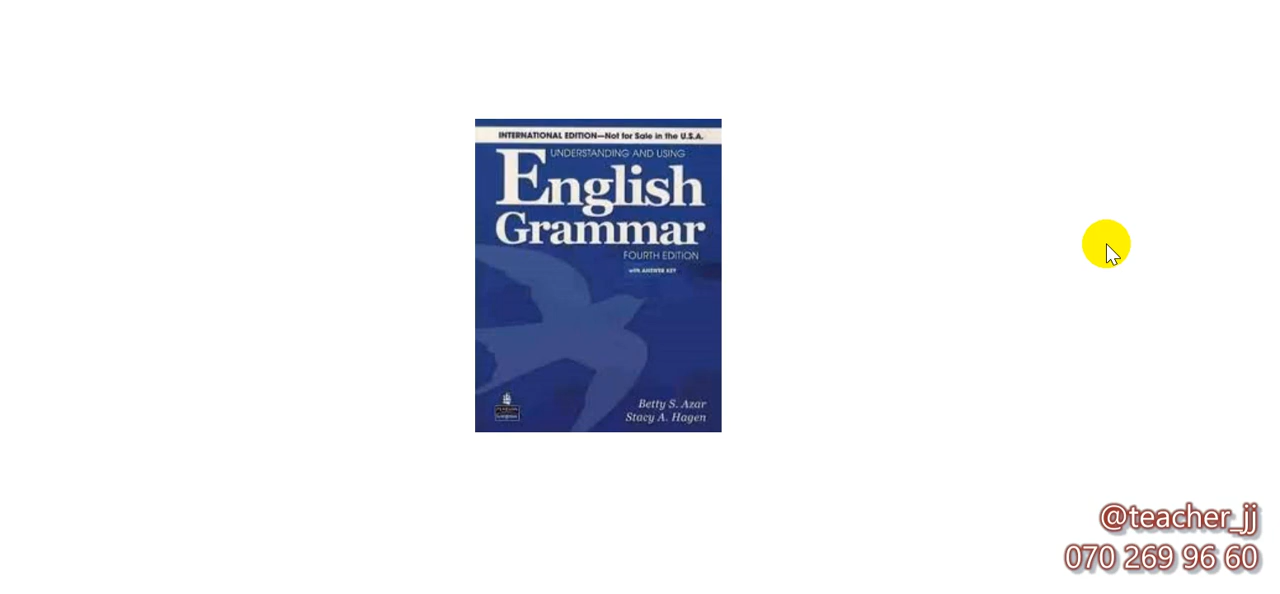 INTERNATIONAL EDITION—Not for Sale in the U.S.A.
UNDERSTANDING AND USING
English
Grammar
FOURTH EDITION
with ANSWER KEY
Betty S. Azar
Stacy A. Hagen
@teacher_jj
070 269 96 60